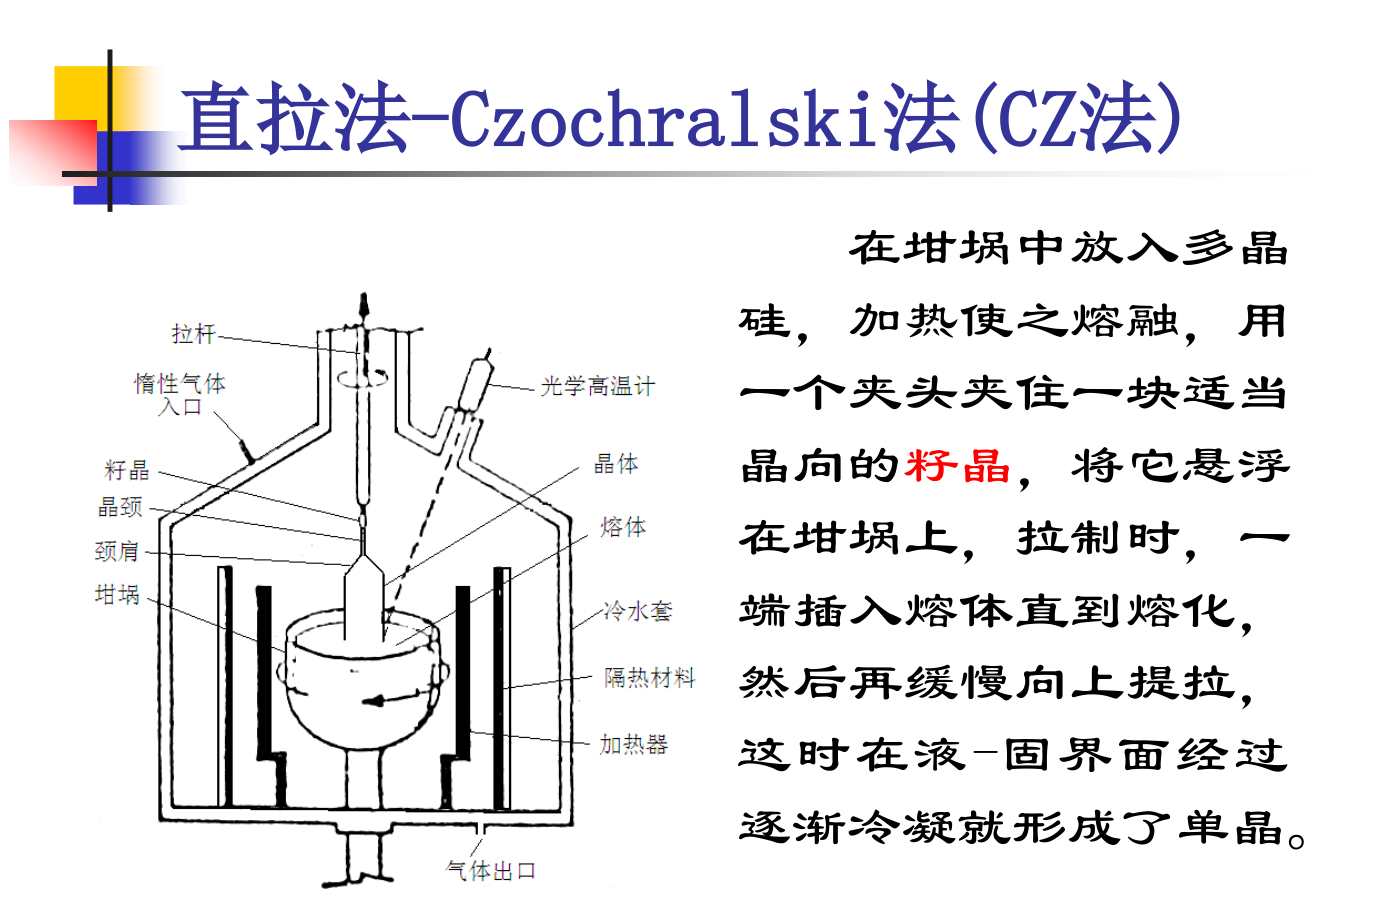 直拉法-Czochralski法(CZ法)
在坩埚中放入多晶
硅，加热使之熔融，用
一个夹头夹住一块适当
晶向的籽晶，将它悬浮
在坩埚上，拉制时，一
端插入熔体直到熔化，
然后再缓慢向上提拉，
这时在液-固界面经过
逐渐冷凝就形成了单晶。
拉杆
惰性气体
入口
籽晶
晶颈
颈肩
坩埚
光学高温计
晶体
熔体
冷水套
隔热材料
加热器
气体出口